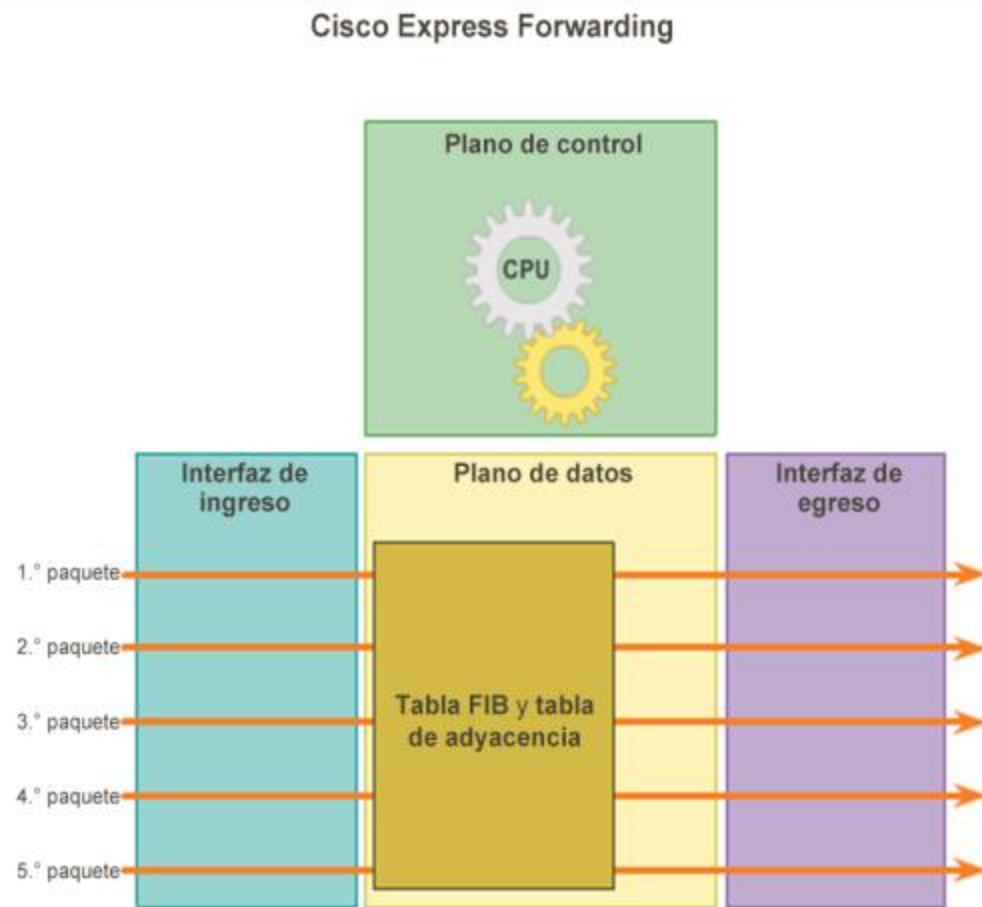 Cisco Express Forwarding
Plano de control
CPU
Interfaz de
ingreso
Plano de datos
Interfaz de
egreso
1.° paquete
2.° paquete
3.° paquete
4.° paquete
5.° paquete
Tabla FIB y tabla
de adyacencia